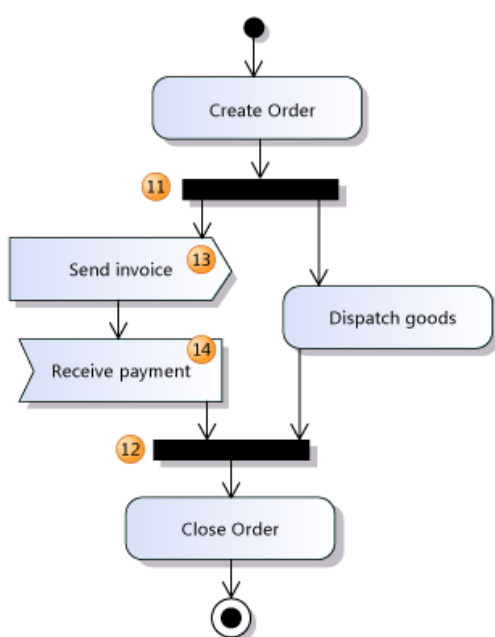 Create Order
11
13
Send invoice
Dispatch goods
14
Receive payment
12
Close Order